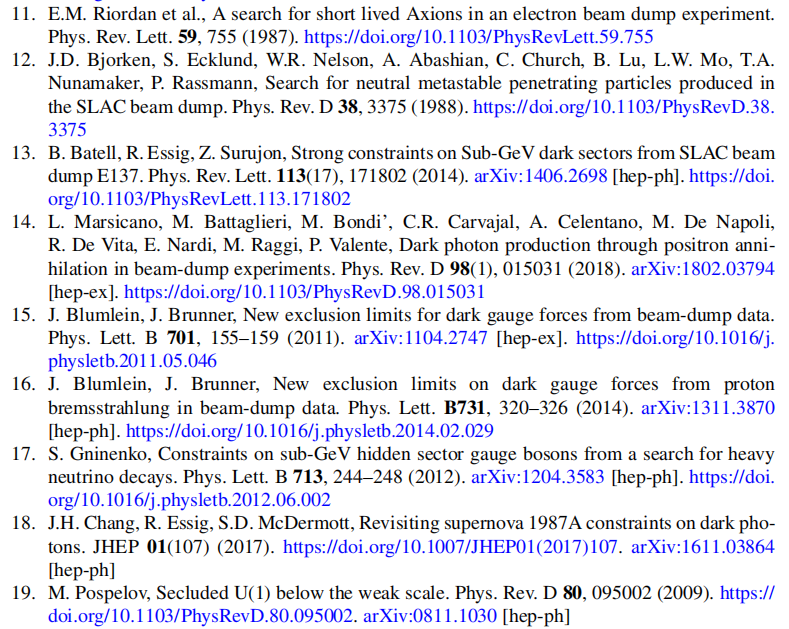 11. E.M. Riordan et al., A search for short lived Axions in an electron beam dump experiment.
Phys. Rev. Lett. 59, 755 (1987). https://doi.org/10.1103/PhysRevLett.59.755
12. J.D. Bjorken, S. Ecklund, W.R. Nelson, A. Abashian, C. Church, B. Lu, L.W. Mo, T.A.
Nunamaker, P. Rassmann, Search for neutral metastable penetrating particles produced in
the SLAC beam dump. Phys. Rev. D 38, 3375 (1988). https://doi.org/10.1103/PhysRevD.38.
3375
13. B. Batell, R. Essig, Z. Surujon, Strong constraints on Sub-GeV dark sectors from SLAC beam
dump E137. Phys. Rev. Lett. 113(17), 171802 (2014). arXiv:1406.2698 [hep-ph]. https://doi.
org/10.1103/PhysRevLett.113.171802
14. L. Marsicano, M. Battaglieri, M. Bondi’, C.R. Carvajal, A. Celentano, M. De Napoli,
R. De Vita, E. Nardi, M. Raggi, P. Valente, Dark photon production through positron anni-
hilation in beam-dump experiments. Phys. Rev. D 98(1), 015031 (2018). arXiv:1802.03794
[hep-ex]. https://doi.org/10.1103/PhysRevD.98.015031
15. J. Blumlein, J. Brunner, New exclusion limits for dark gauge forces from beam-dump data.
Phys. Lett. B 701, 155–159 (2011). arXiv:1104.2747 [hep-ex]. https://doi.org/10.1016/j.
physletb.2011.05.046
16. J. Blumlein, J. Brunner, New exclusion limits on dark gauge forces from proton
bremsstrahlung in beam-dump data. Phys. Lett. B731, 320–326 (2014). arXiv:1311.3870
[hep-ph]. https://doi.org/10.1016/j.physletb.2014.02.029
17. S. Gninenko, Constraints on sub-GeV hidden sector gauge bosons from a search for heavy
neutrino decays. Phys. Lett. B 713, 244–248 (2012). arXiv:1204.3583 [hep-ph]. https://doi.
org/10.1016/j.physletb.2012.06.002
18. J.H. Chang, R. Essig, S.D. McDermott, Revisiting supernova 1987A constraints on dark pho-
tons. JHEP 01(107) (2017). https://doi.org/10.1007/JHEP01(2017)107. arXiv:1611.03864
[hep-ph]
19. M. Pospelov, Secluded U(1) below the weak scale. Phys. Rev. D 80, 095002 (2009). https://
doi.org/10.1103/PhysRevD.80.095002. arXiv:0811.1030 [hep-ph]